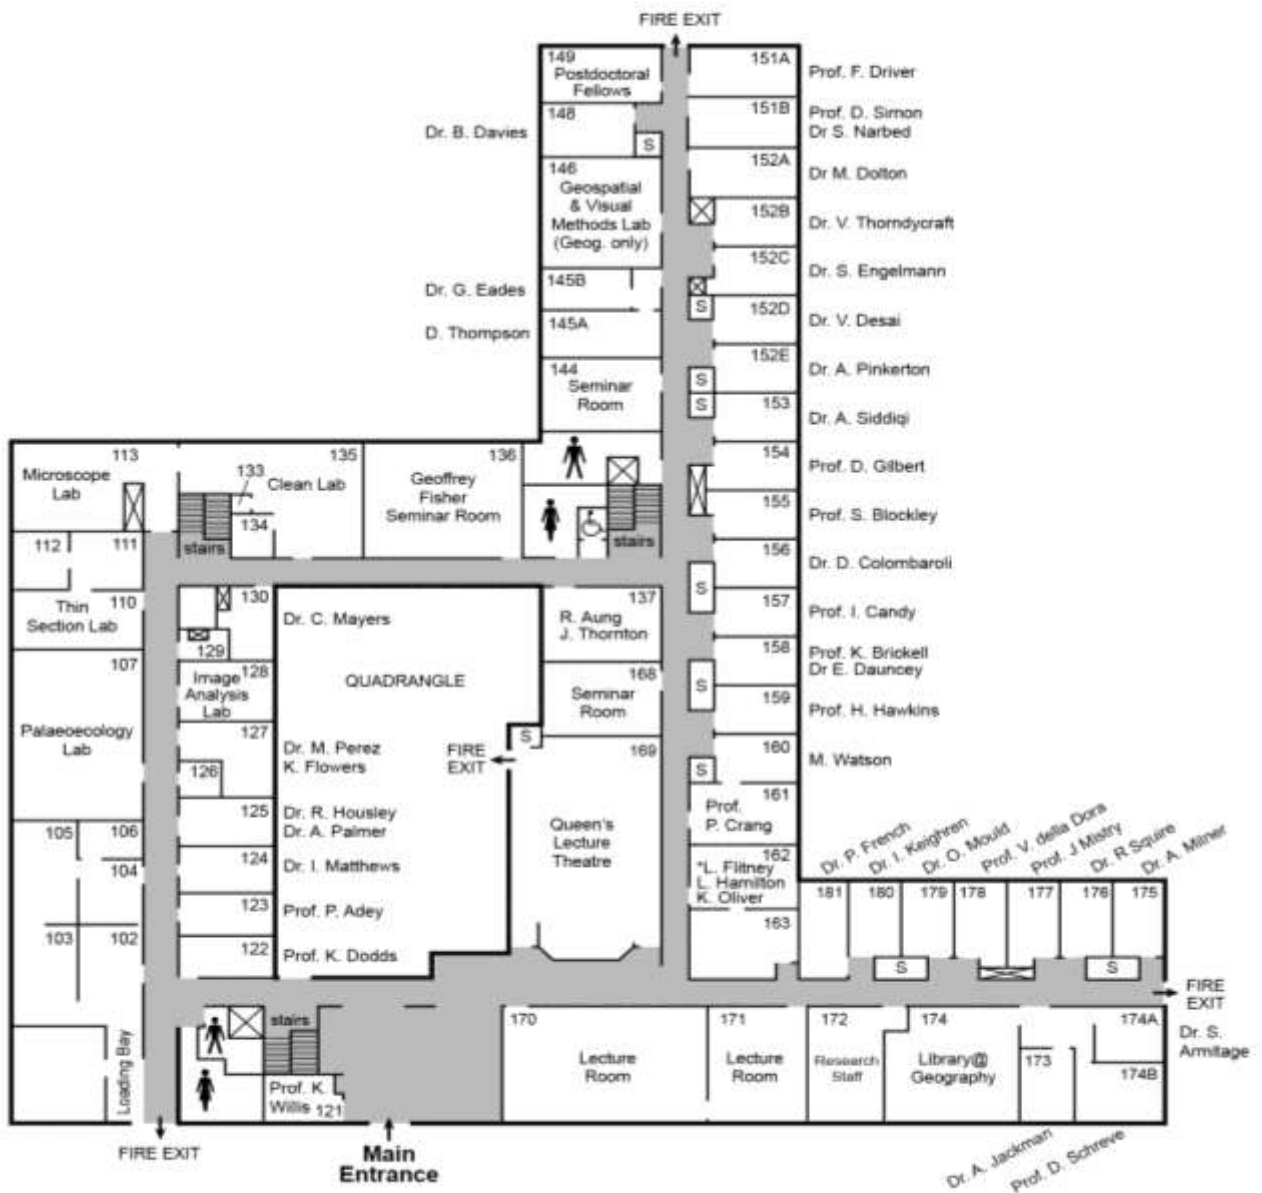 FIRE EXIT
149
Postdoctoral
Fellows
151A
Prof. F. Driver
148
Dr. B. Davies
S
151B
Prof. D. Simon
Dr S. Narbed
152A
Dr M. Dolton
146
Geospatial
& Visual
Methods Lab
(Geog. only)
152B
Dr. V. Thorndycraft
152C
Dr. S. Engelmann
145B
Dr. G. Eades
S
152D
Dr. V. Desai
145A
D. Thompson
152E
Dr. A. Pinkerton
S
144
Seminar
Room
S
153
Dr. A. Siddiqi
154
Prof. D. Gilbert
155
Prof. S. Blockley
156
Dr. D. Colombaroli
S
157
Prof. I. Candy
158
Prof. K. Brickell
Dr E. Dauncey
S
159
Prof. H. Hawkins
160
M. Watson
S
161
Prof.
P. Crang
162
*L. Flitney
L. Hamilton
K. Oliver
163
113
Microscope
Lab
133
135
Clean Lab
134
stairs
136
Geoffrey
Fisher
Seminar Room
stairs
112
111
110
Thin
Section Lab
130
Dr. C. Mayers
129
137
R. Aung
J. Thornton
107
Palaeoecology
Lab
128
Image
Analysis
Lab
QUADRANGLE
168
Seminar
Room
127
Dr. M. Perez
K. Flowers
126
FIRE
EXIT
S
169
Queen's
Lecture
Theatre
125
Dr. R. Housley
Dr. A. Palmer
105
106
124
Dr. I. Matthews
104
123
Prof. P. Adey
103
102
122
Prof. K. Dodds
Dr. P. French
Dr. I. Keighren
Dr. O. Mould
Prof. V. della Dora
Prof. J Mistry
Dr. R Squire
Dr. A. Milner
181
180
179
178
177
176
175
S
S
FIRE
EXIT
Loading Bay
stairs
Prof. K.
Willis
121
170
Lecture
Room
171
Lecture
Room
172
Research
Staff
174
Library@
Geography
173
174A
174B
Dr. S.
Armitage
Dr. A. Jackman
Prof. D. Schreve
FIRE EXIT
Main
Entrance